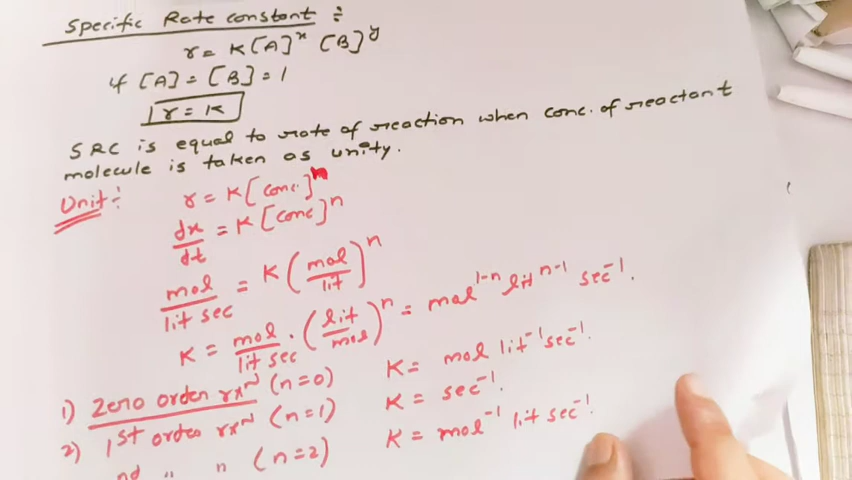 Specific Rate constant :
r = K[A]^x [B]^y
if [A] = [B] = 1
r = K
SRC is equal to rate of reaction when conc. of reactant
molecule is taken as unity.
Unit :
r = K [conc.]^n
dx/dt = K [conc]^n
mol/lit sec = K (mol/lit)^n
K = mol/lit sec . (lit/mol)^n = mol^1-n lit^n-1 sec^-1.
1) Zero order rx^n (n=0) K = mol lit^-1 sec^-1.
2) 1st order rx^n (n=1) K = sec^-1.
nd " " (n=2) K = mol^-1 lit sec^-1.